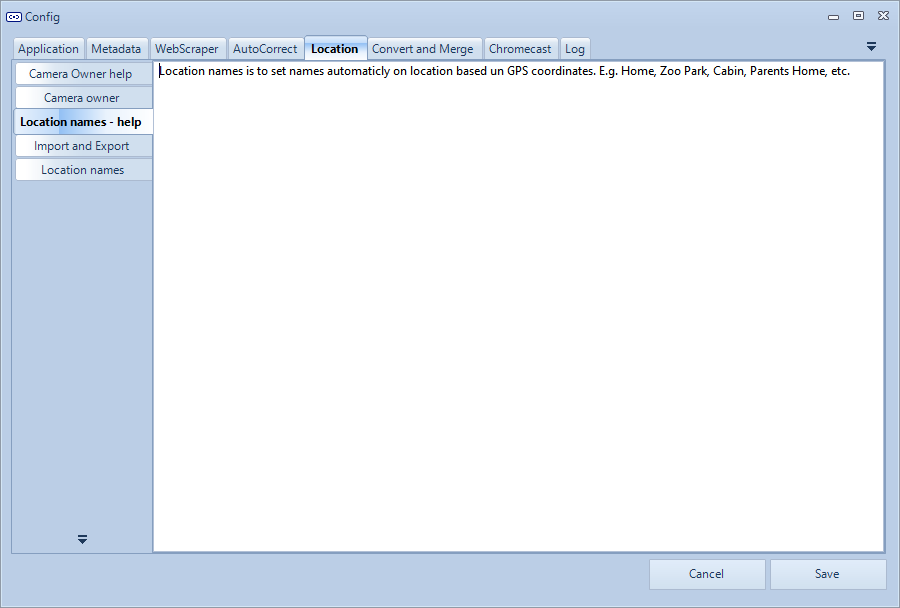 Config
Application Metadata WebScraper AutoCorrect Location Convert and Merge Chromecast Log
Camera Owner help
Camera owner
Location names - help
Import and Export
Location names
Location names is to set names automaticly on location based un GPS coordinates. E.g. Home, Zoo Park, Cabin, Parents Home, etc.
Cancel Save